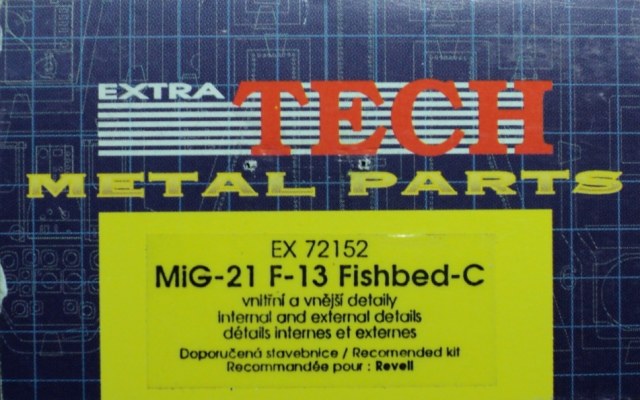 EXTRA TECH
METAL PARTS
EX 72152
MiG-21 F-13 Fishbed-C
vnitřní a vnější detaily
internal and external details
détails internes et externes
Doporučená stavebnice / Recomended kit
Recommandée pour : Revell